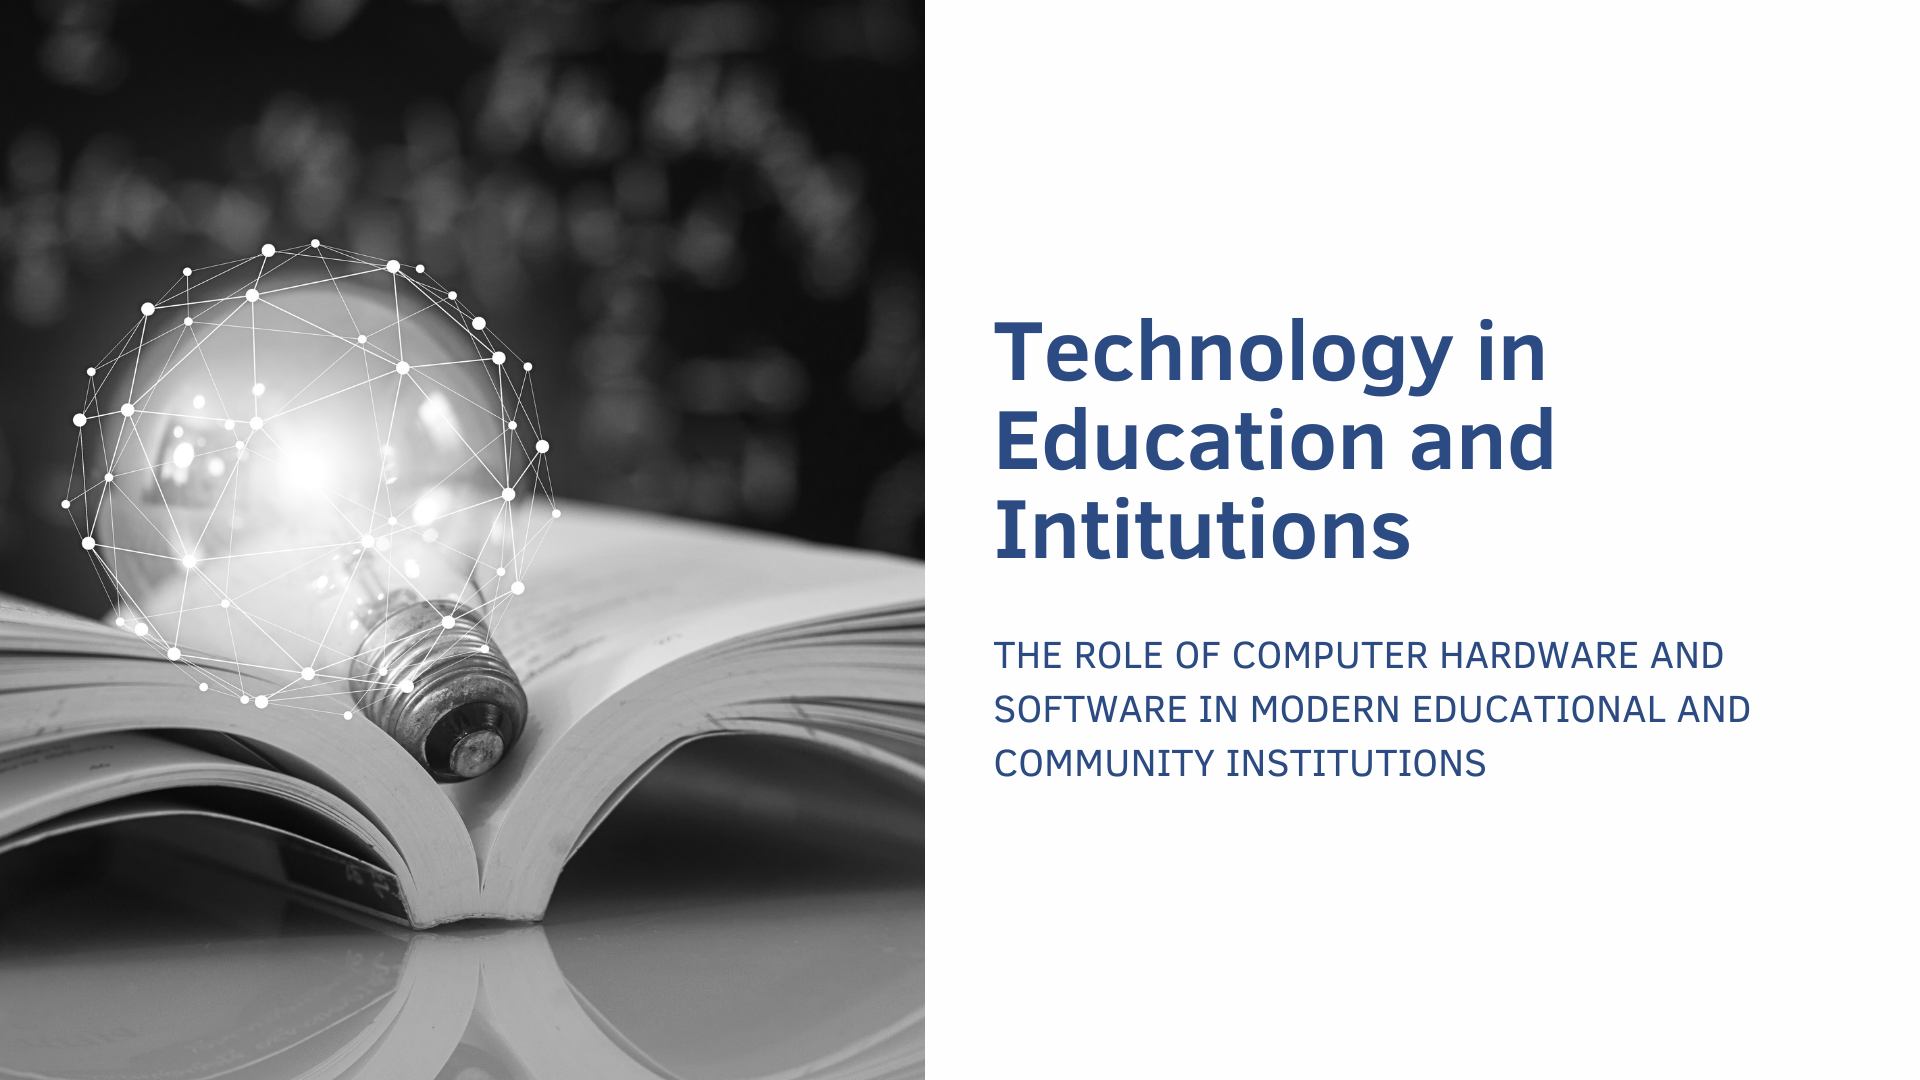 Technology in
Education and
Intitutions
THE ROLE OF COMPUTER HARDWARE AND
SOFTWARE IN MODERN EDUCATIONAL AND
COMMUNITY INSTITUTIONS